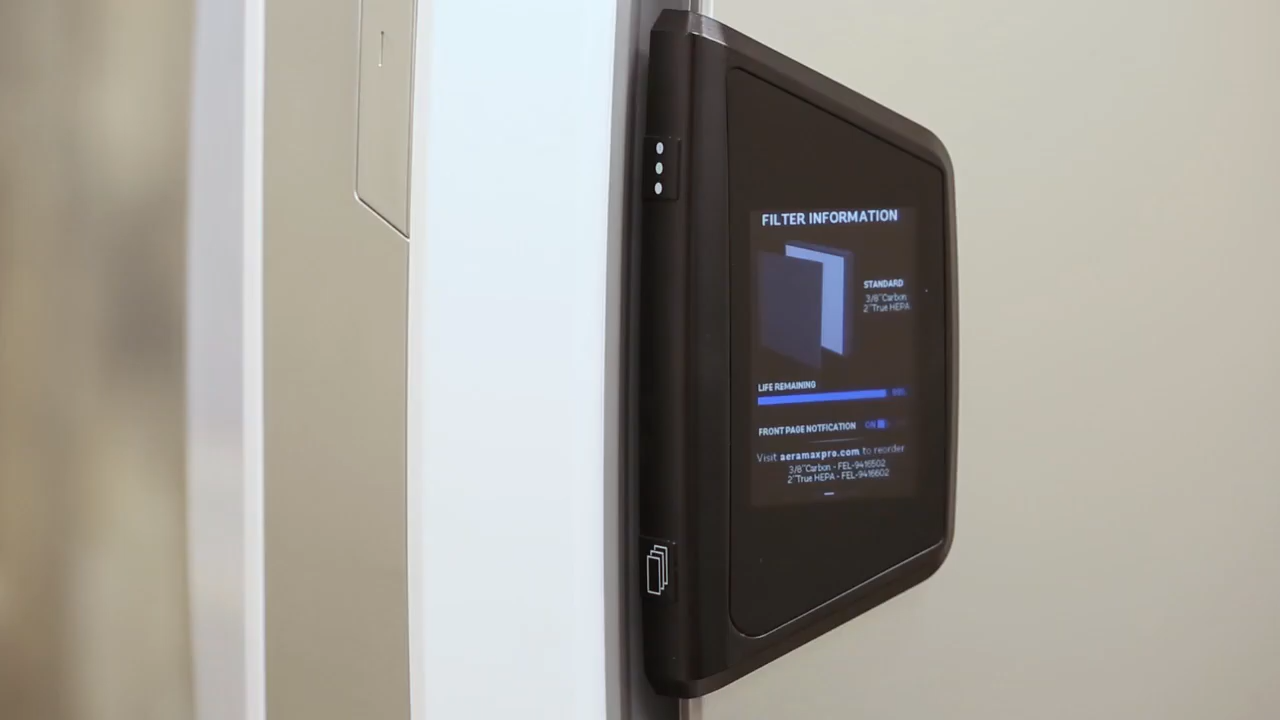 FILTER INFORMATION
STANDARD
3/8"Carbon
2"True HEPA
LIFE REMAINING
FRONT PAGE NOTFICATION ON
Visit aeramaxpro.com to reorder
3/8"Carbon - FEL-9416502
2"True HEPA - FEL-9416602